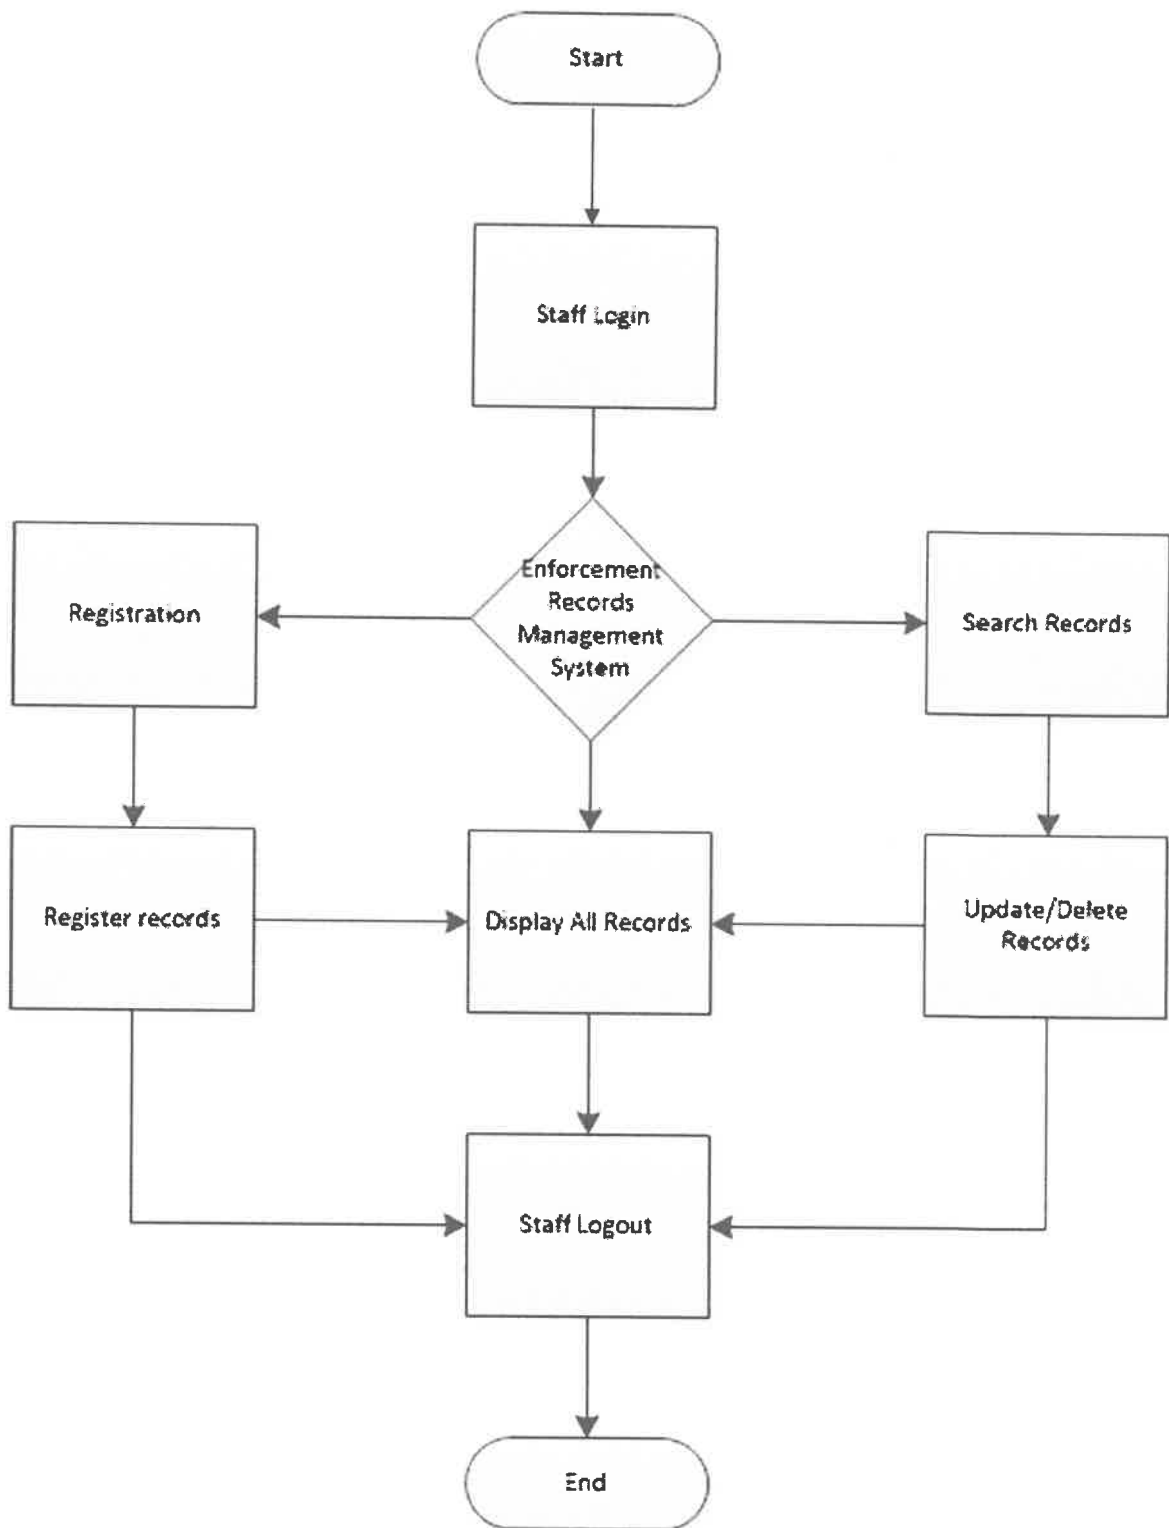 Start
Staff Login
Enforcement
Records
Management
System
Registration
Search Records
Register records
Display All Records
Update/Delete
Records
Staff Logout
End